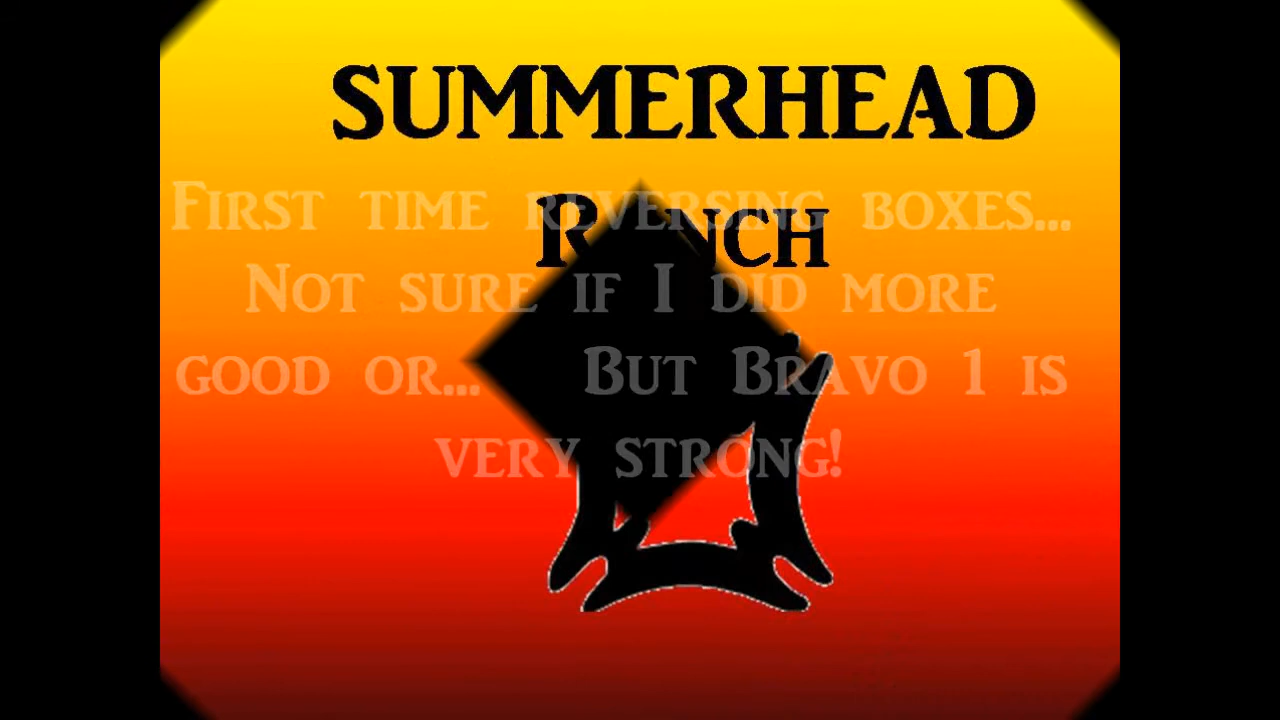 SUMMERHEAD
RANCH
FIRST TIME REVERSING BOXES...
NOT SURE IF I DID MORE
GOOD OR... BUT BRAVO 1 IS
VERY STRONG!